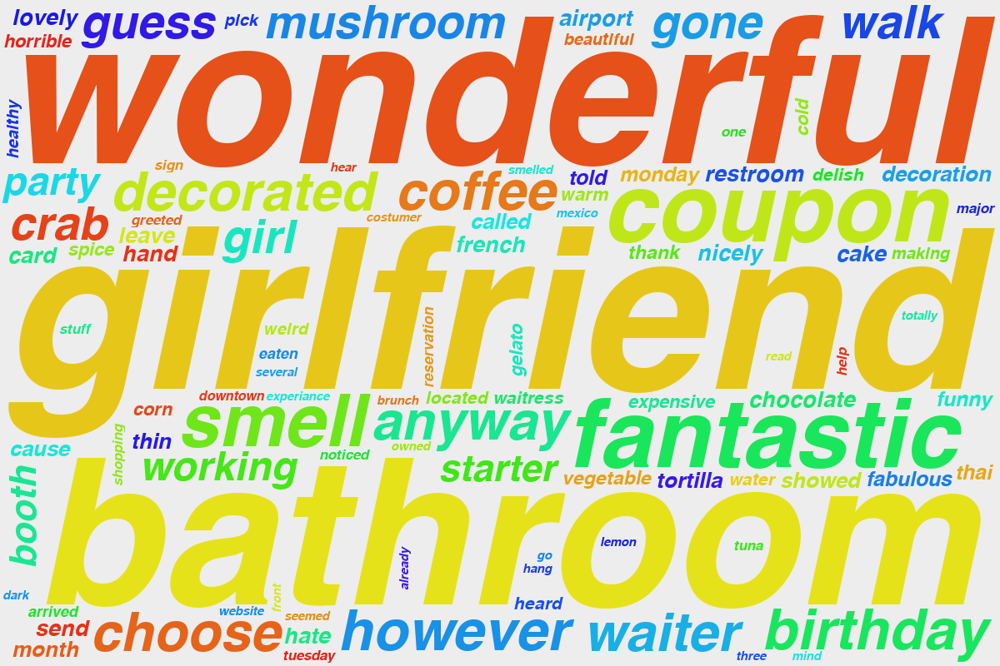 lovely guess pick mushroom airport gone walk
horrible beautiful
wonderful
healthy one cold
sign hear smelled
party decorated coffee told monday restroom delish decoration
warm coupon
crab greeted costumer called mexico major
leave girl french
card spice hand thank nicely cake making
girlfriend
stuff weird reservation gelato totally
eaten read help
several
downtown experiance brunch located waitress expensive chocolate funny
corn smell anyway fantastic
cause shopping thin noticed owned
working starter vegetable tortilla water showed fabulous thai
booth
bathroom
already lemon tuna
go
hang
dark front heard
arrived website seemed
send choose hate however waiter birthday
month tuesday three mind